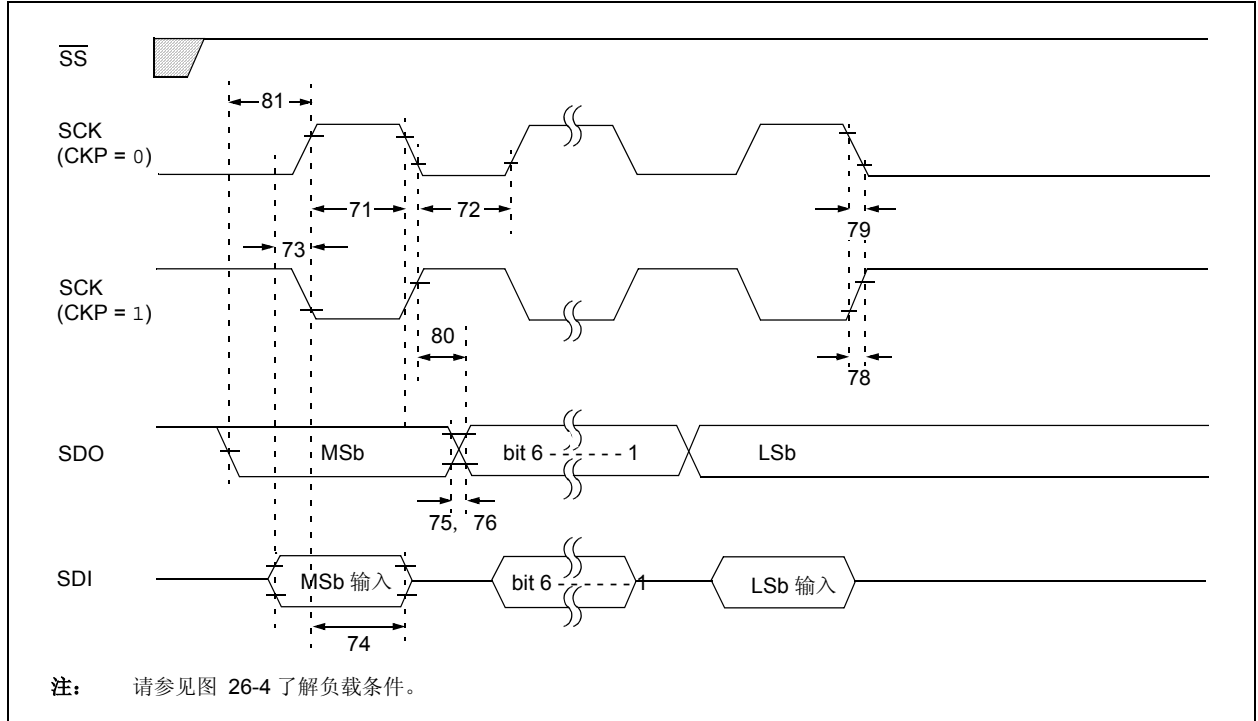 SS
81
SCK
(CKP = 0)
71
72
79
73
SCK
(CKP = 1)
80
78
SDO
MSb
bit 6 - - - - - - 1
LSb
75, 76
SDI
MSb 输入
bit 6 - - - - - - 1
LSb 输入
74
注： 请参见图 26-4 了解负载条件。